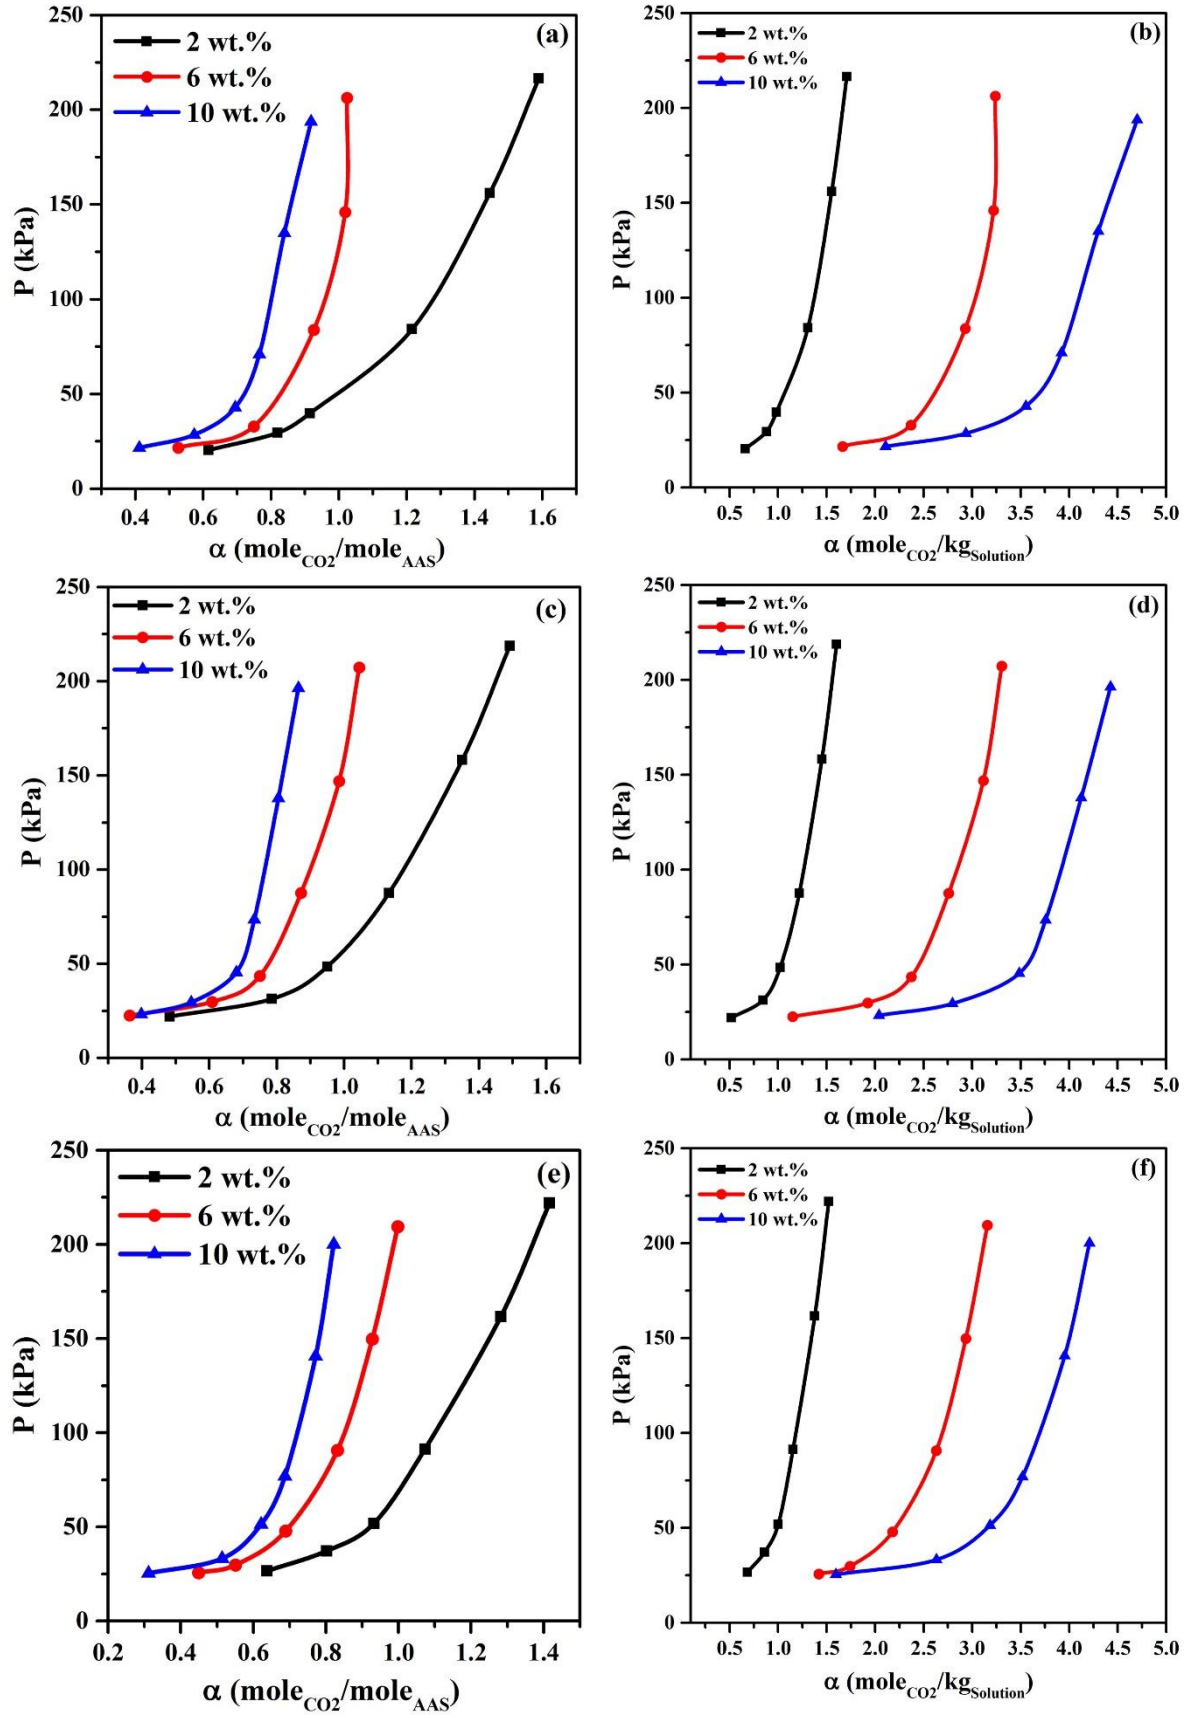 (a)
2 wt.%
6 wt.%
10 wt.%
250
200
150
100
50
0
P (kPa)
0.4 0.6 0.8 1.0 1.2 1.4 1.6
α (mole_CO2/mole_AAS)
(b)
2 wt.%
6 wt.%
10 wt.%
250
200
150
100
50
0
P (kPa)
0.5 1.0 1.5 2.0 2.5 3.0 3.5 4.0 4.5 5.0
α (mole_CO2/kg_Solution)
(c)
2 wt.%
6 wt.%
10 wt.%
250
200
150
100
50
0
P (kPa)
0.4 0.6 0.8 1.0 1.2 1.4 1.6
α (mole_CO2/mole_AAS)
(d)
2 wt.%
6 wt.%
10 wt.%
250
200
150
100
50
0
P (kPa)
0.5 1.0 1.5 2.0 2.5 3.0 3.5 4.0 4.5 5.0
α (mole_CO2/kg_Solution)
(e)
2 wt.%
6 wt.%
10 wt.%
250
200
150
100
50
0
P (kPa)
0.2 0.4 0.6 0.8 1.0 1.2 1.4
α (mole_CO2/mole_AAS)
(f)
2 wt.%
6 wt.%
10 wt.%
250
200
150
100
50
0
P (kPa)
0.5 1.0 1.5 2.0 2.5 3.0 3.5 4.0 4.5 5.0
α (mole_CO2/kg_Solution)